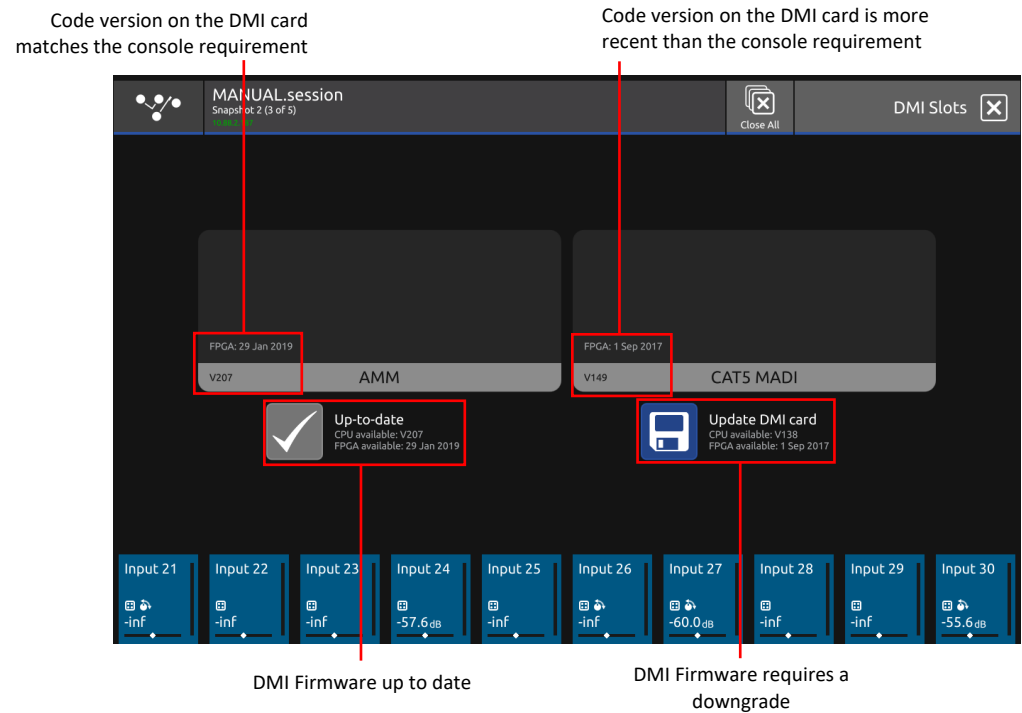 Code version on the DMI card
matches the console requirement
Code version on the DMI card is more
recent than the console requirement
MANUAL.session
Snapshot 2 (3 of 5)
Close All
DMI Slots
FPGA: 29 Jan 2019
V207
AMM
FPGA: 1 Sep 2017
V149
CAT5 MADI
Up-to-date
CPU available: V207
FPGA available: 29 Jan 2019
Update DMI card
CPU available: V138
FPGA available: 1 Sep 2017
Input 21
-inf
Input 22
-inf
Input 23
-inf
Input 24
-57.6dB
Input 25
-inf
Input 26
-inf
Input 27
-60.0dB
Input 28
-inf
Input 29
-inf
Input 30
-55.6dB
DMI Firmware up to date
DMI Firmware requires a
downgrade